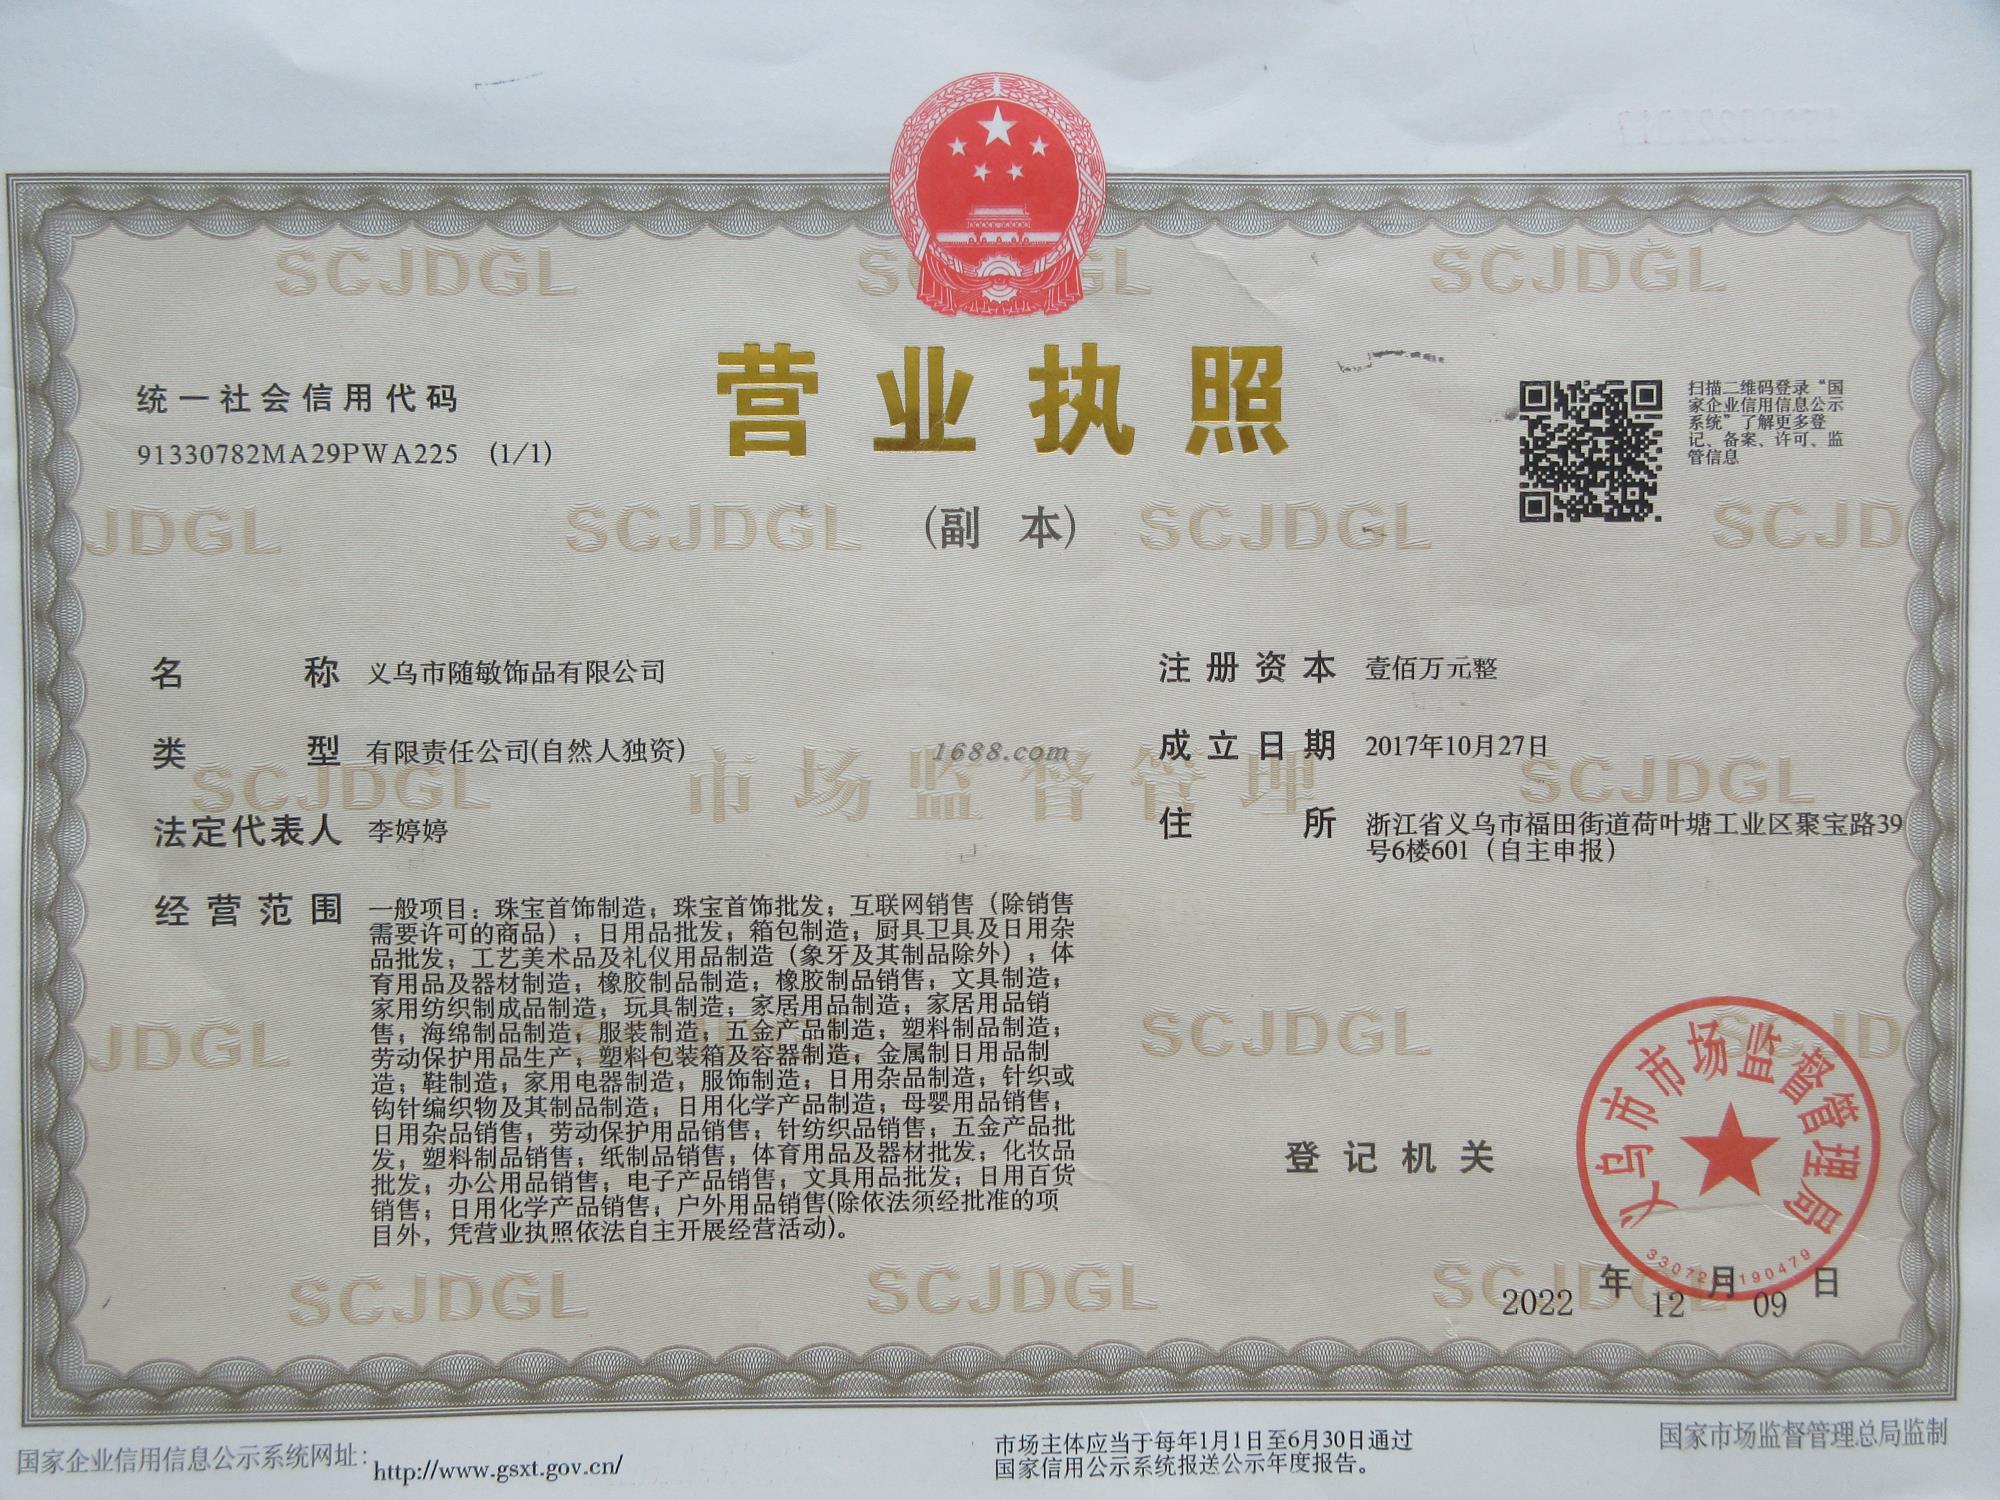 营业执照
(副 本)
统一社会信用代码
91330782MA29PWA225 (1/1)
扫描二维码登录“国
家企业信用信息公示
系统”了解更多登
记、备案、许可、监
管信息
名 称 义乌市随敏饰品有限公司
类 型 有限责任公司(自然人独资)
法定代表人 李婷婷
经营范围 一般项目：珠宝首饰制造；珠宝首饰批发；互联网销售（除销售
需要许可的商品）；日用品批发；箱包制造；厨具卫具及日用杂
品批发；工艺美术品及礼仪用品制造（象牙及其制品除外）；体
育用品及器材制造；橡胶制品制造；橡胶制品销售；文具制造；
家用纺织制成品制造；玩具制造；家居用品制造；家居用品销
售；海绵制品制造；服装制造；五金产品制造；塑料制品制造；
劳动保护用品生产；塑料包装箱及容器制造；金属制日用品制
造；鞋制造；家用电器制造；服饰制造；日用杂品制造；针织或
钩针编织物及其制品制造；日用化学产品制造；母婴用品销售；
日用杂品销售；劳动保护用品销售；针纺织品销售；五金产品批
发；塑料制品销售；纸制品销售；体育用品及器材批发；化妆品
批发；办公用品销售；电子产品销售；文具用品批发；日用百货
销售；日用化学产品销售；户外用品销售(除依法须经批准的项
目外，凭营业执照依法自主开展经营活动)。
注册资本 壹佰万元整
成立日期 2017年10月27日
住 所 浙江省义乌市福田街道荷叶塘工业区聚宝路39
号6楼601（自主申报）
1688.com
市场监督管理
SCJDGL
登记机关
义乌市市场监督管理局
2022 年 12 月 09 日
国家企业信用信息公示系统网址：http://www.gsxt.gov.cn/
市场主体应当于每年1月1日至6月30日通过
国家信用公示系统报送公示年度报告。
国家市场监督管理总局监制